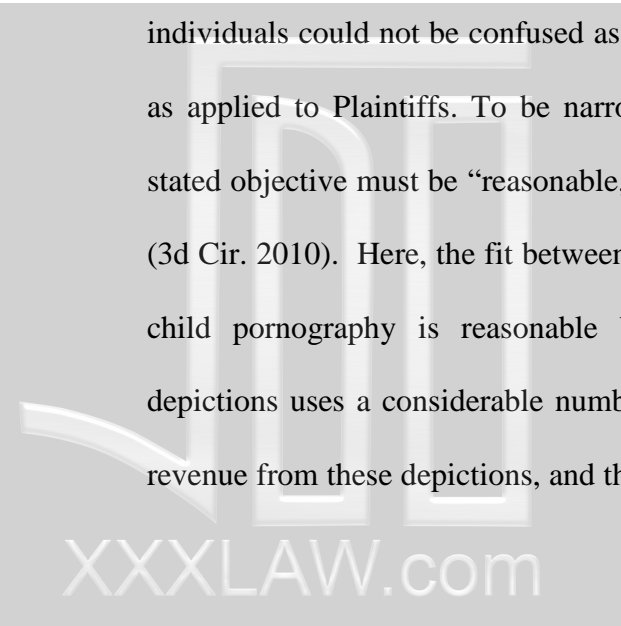 individuals could not be confused as
as applied to Plaintiffs. To be narro
stated objective must be “reasonable.
(3d Cir. 2010). Here, the fit between
child pornography is reasonable
depictions uses a considerable numb
revenue from these depictions, and th
XXXLAW.com